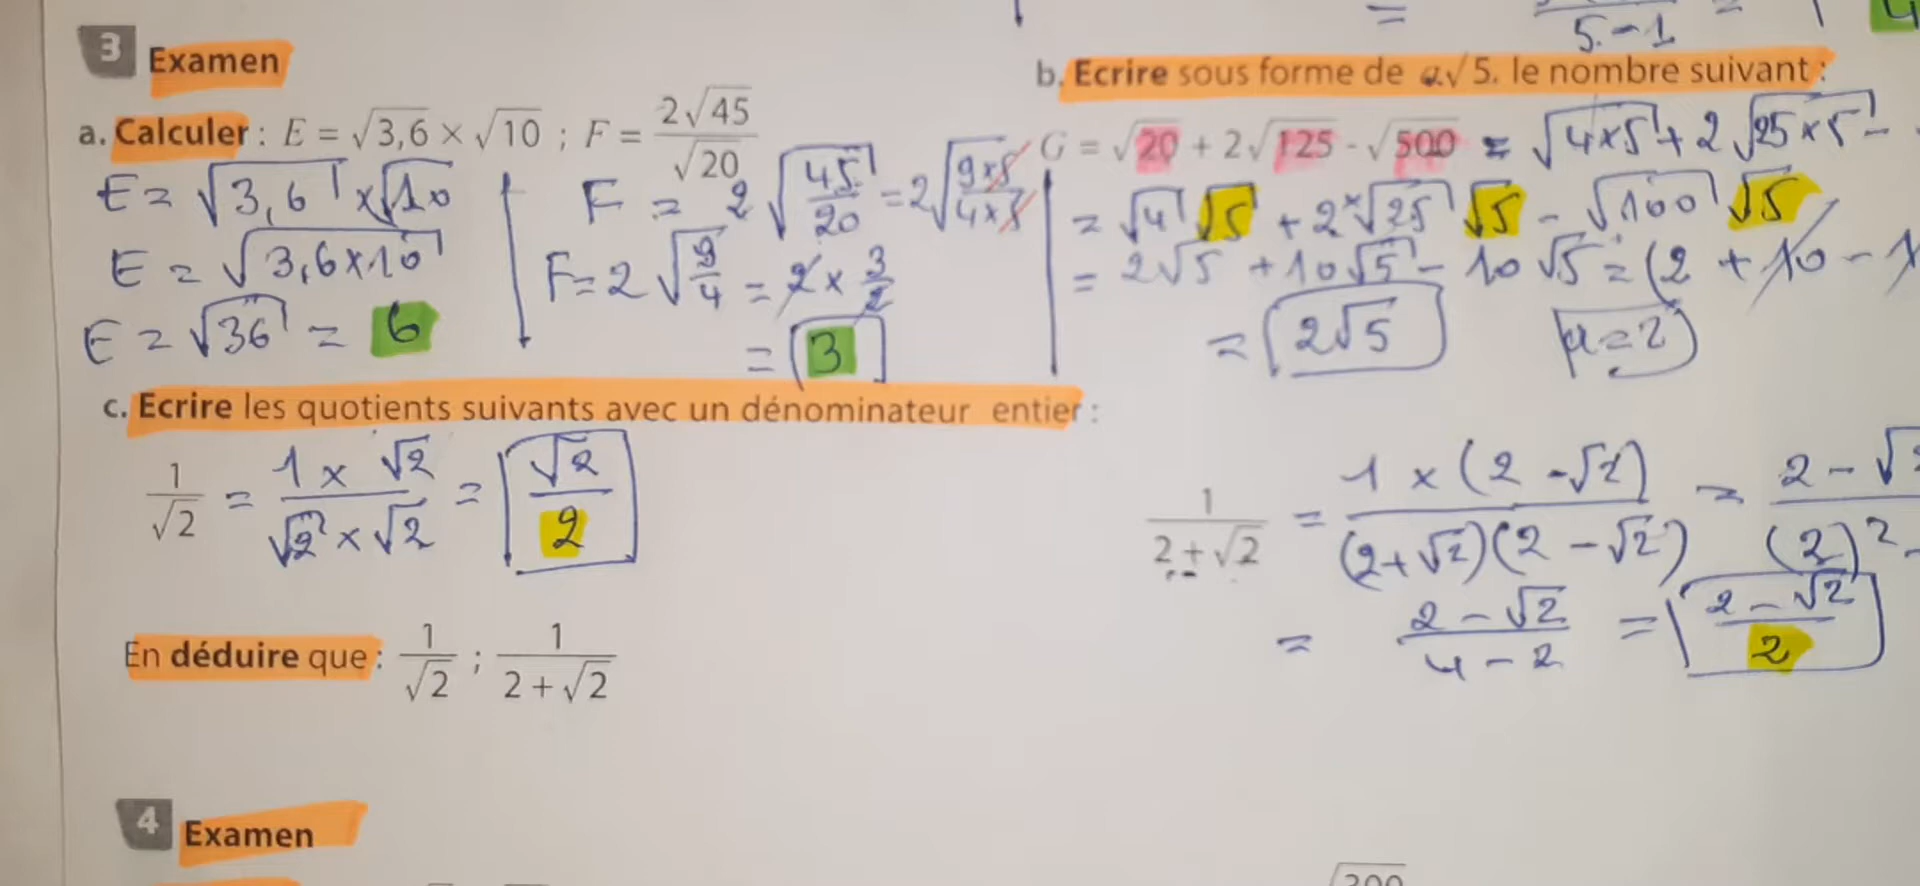 = 5-1 =
3 Examen
a. Calculer : E = √3,6 × √10 ; F = 2√45/√20
E = √3,6 × √10
E = √3,6×10
E = √36 = 6
F = 2√45/20 = 2√9×5/4×5
F = 2√9/4 = 2 × 3/2
= 3
b. Ecrire sous forme de a√5. le nombre suivant :
G = √20 + 2√125 - √500 = √4×5 + 2√25×5 -
= √4 √5 + 2×√25 √5 - √100 √5
= 2√5 + 10√5 - 10√5 = (2 + 10 - 1
= 2√5 a=2
c. Ecrire les quotients suivants avec un dénominateur entier :
1/√2 = 1 × √2/√2 × √2 = √2/2
1/2+√2 = 1 × (2 - √2)/(2+√2)(2 - √2) = 2 - √2/(2)² -
= 2 - √2/4 - 2 = 2 - √2/2
En déduire que : 1/√2 ; 1/2 + √2
4 Examen